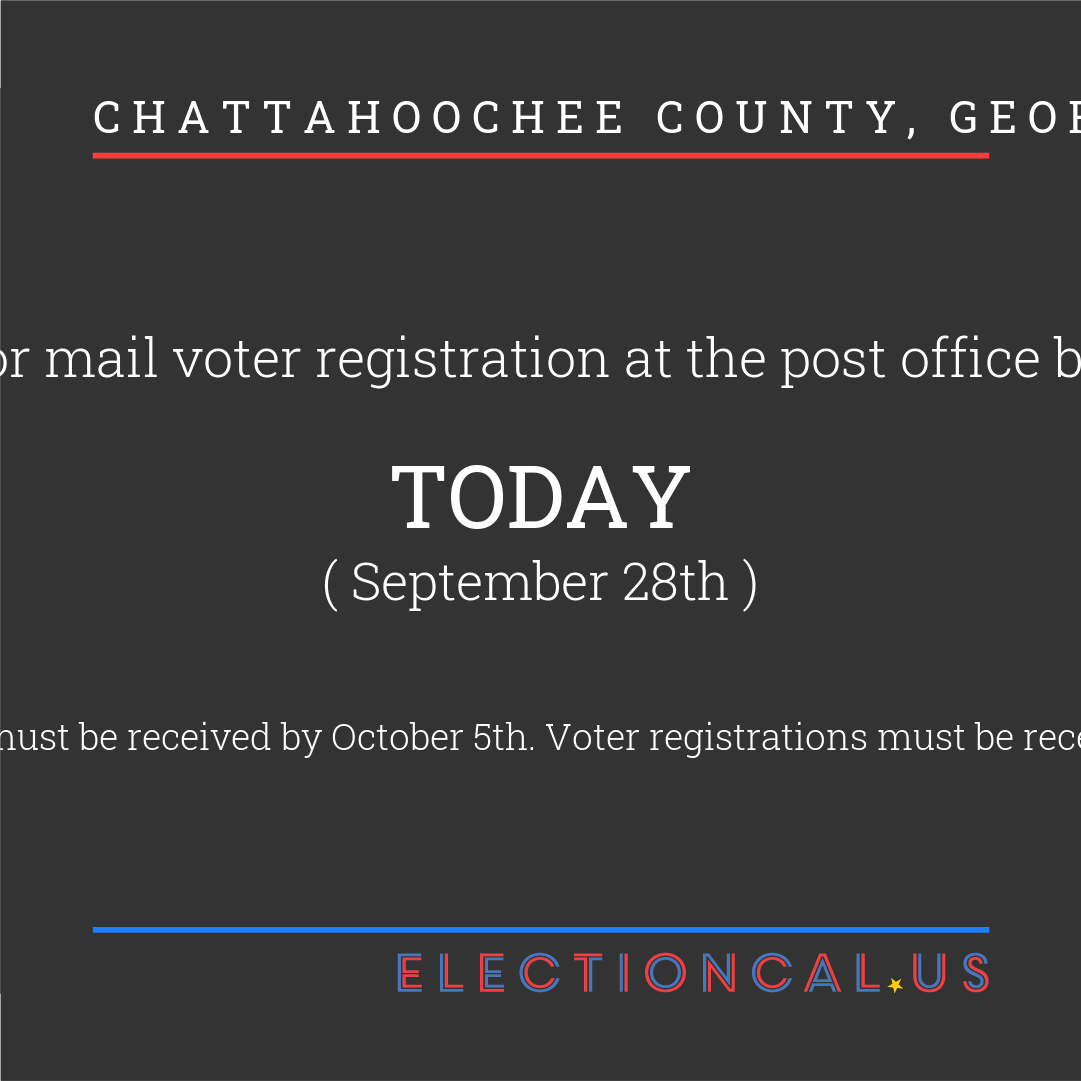 CHATTAHOOCHEE COUNTY, GEOR
or mail voter registration at the post office b
TODAY
( September 28th )
must be received by October 5th. Voter registrations must be rece
ELECTIONCAL.US